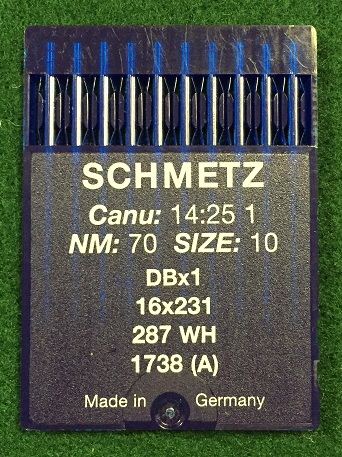 SCHMETZ
Canu: 14:25 1
NM: 70 SIZE: 10
DBx1
16x231
287 WH
1738 (A)
Made in Germany